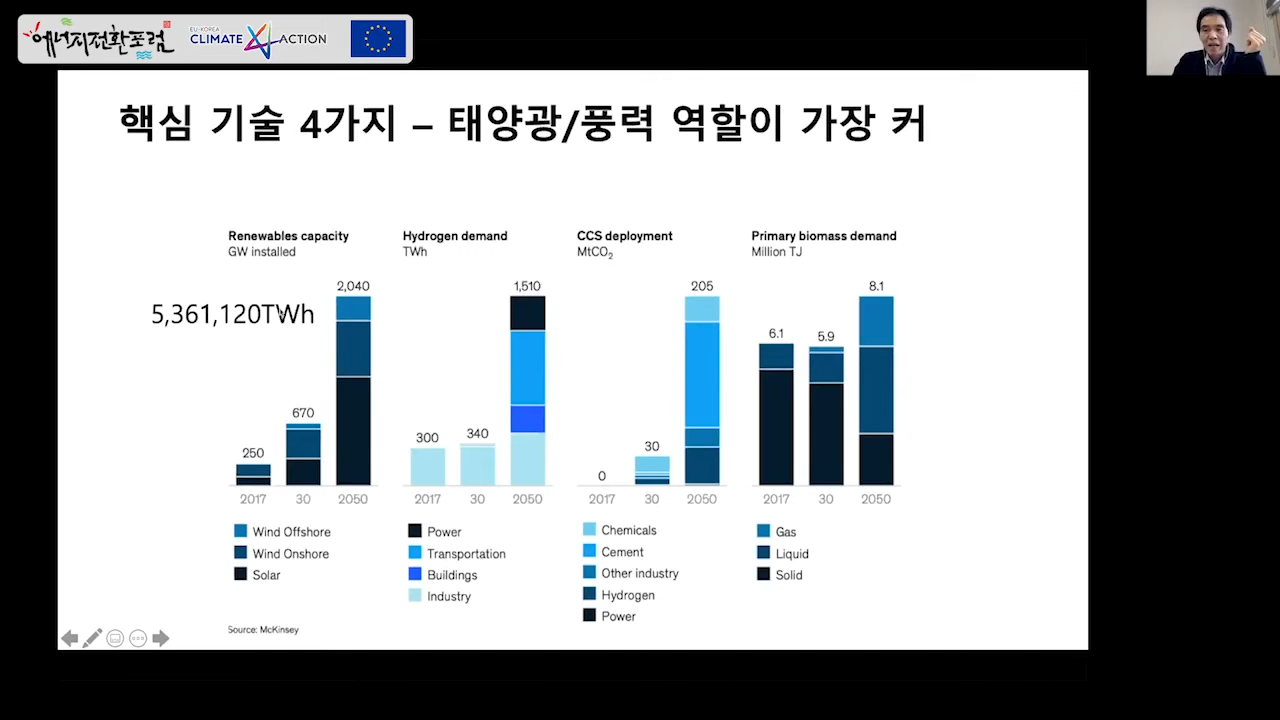 에너지전환포럼
EU-KOREA
CLIMATE ACTION
핵심 기술 4가지 – 태양광/풍력 역할이 가장 커
Renewables capacity
GW installed
5,361,120TWh
2,040
670
250
2017 30 2050
Wind Offshore
Wind Onshore
Solar
Hydrogen demand
TWh
1,510
300
340
2017 30 2050
Power
Transportation
Buildings
Industry
CCS deployment
MtCO₂
205
30
0
2017 30 2050
Chemicals
Cement
Other industry
Hydrogen
Power
Primary biomass demand
Million TJ
8.1
6.1
5.9
2017 30 2050
Gas
Liquid
Solid
Source: McKinsey